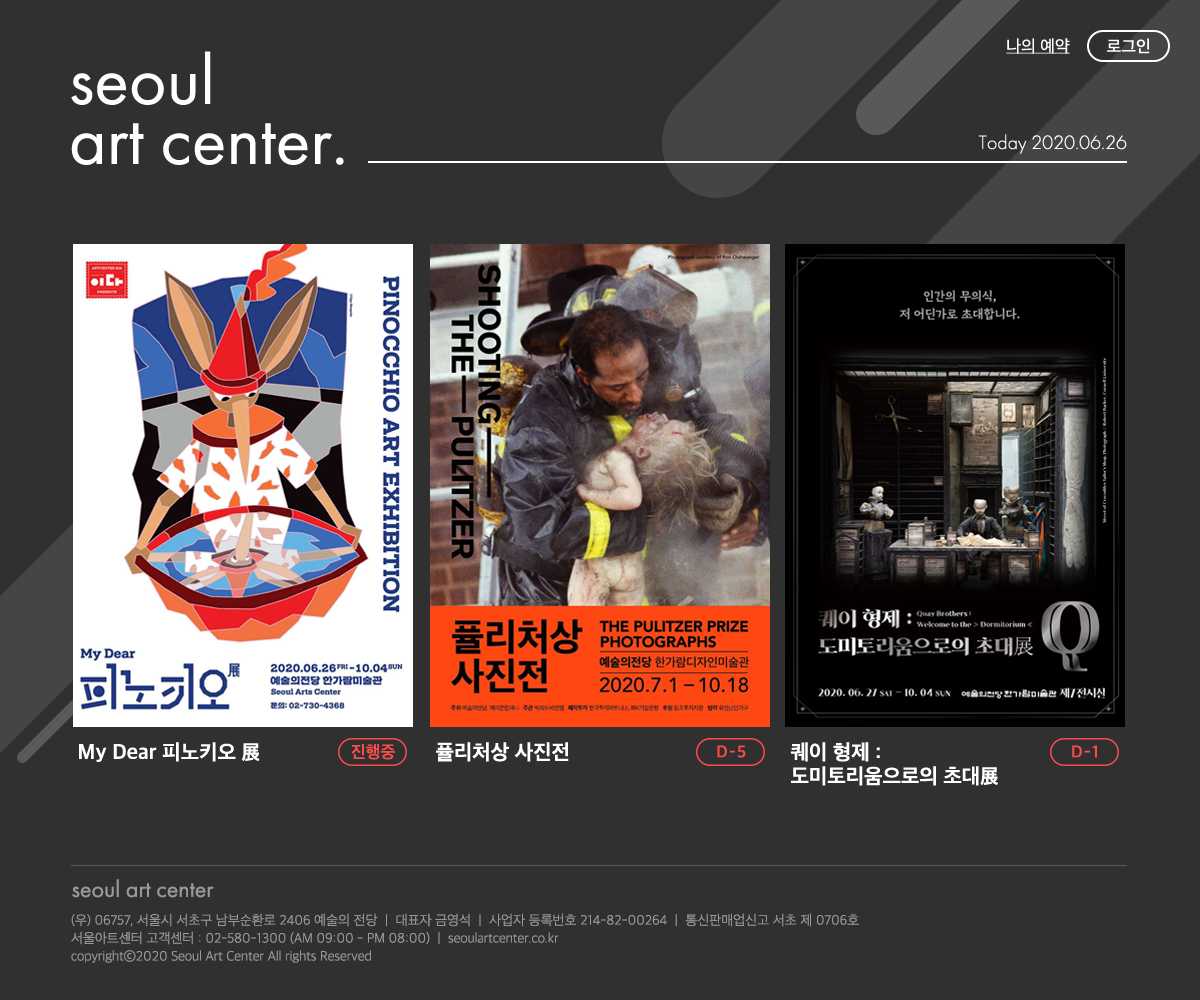 나의 예약
로그인
seoul
art center.
Today 2020.06.26
ARTCENTER IDA
이다
PRESENTS
PINOCCHIO ART EXHIBITION
My Dear
피노키오展
2020.06.26 FRI - 10.04 SUN
예술의전당 한가람미술관
Seoul Arts Center
문의: 02-730-4368
Photograph courtesy of Ron Olshwanger
SHOOTING—
THE—PULITZER
퓰리처상
사진전
THE PULITZER PRIZE
PHOTOGRAPHS
예술의전당 한가람디자인미술관
2020.7.1 – 10.18
인간의 무의식,
저 어딘가로 초대합니다.
퀘이 형제 :
Quay Brothers :
Welcome to the > Dormitorium <
도미토리움으로의 초대展
Q
2020. 06. 27 SAT – 10. 04 SUN
예술의전당 한가람미술관 제7전시실
My Dear 피노키오 展
진행중
퓰리처상 사진전
D-5
퀘이 형제 :
도미토리움으로의 초대展
D-1
seoul art center
(우) 06757, 서울시 서초구 남부순환로 2406 예술의 전당 | 대표자 금영석 | 사업자 등록번호 214-82-00264 | 통신판매업신고 서초 제 0706호
서울아트센터 고객센터 : 02-580-1300 (AM 09:00 - PM 08:00) | seoulartcenter.co.kr
copyright©2020 Seoul Art Center All rights Reserved